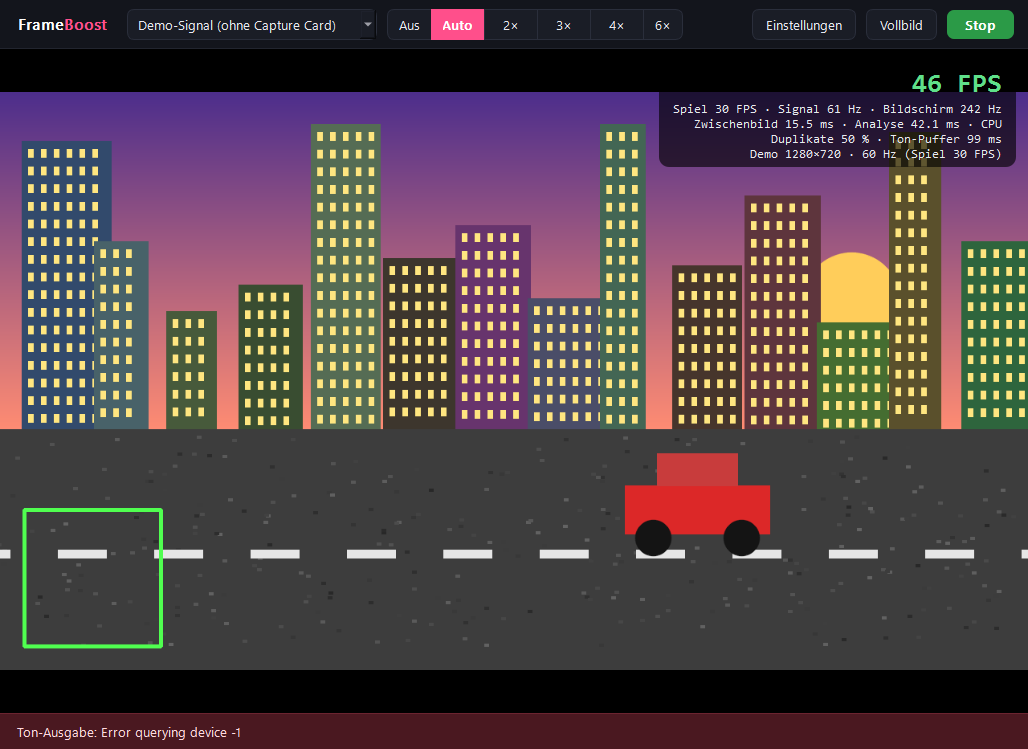 FrameBoost
Demo-Signal (ohne Capture Card)
Aus
Auto
2×
3×
4×
6×
Einstellungen
Vollbild
Stop
46 FPS
Spiel 30 FPS · Signal 61 Hz · Bildschirm 242 Hz
Zwischenbild 15.5 ms · Analyse 42.1 ms · CPU
Duplikate 50 % · Ton-Puffer 99 ms
Demo 1280×720 · 60 Hz (Spiel 30 FPS)
Ton-Ausgabe: Error querying device -1